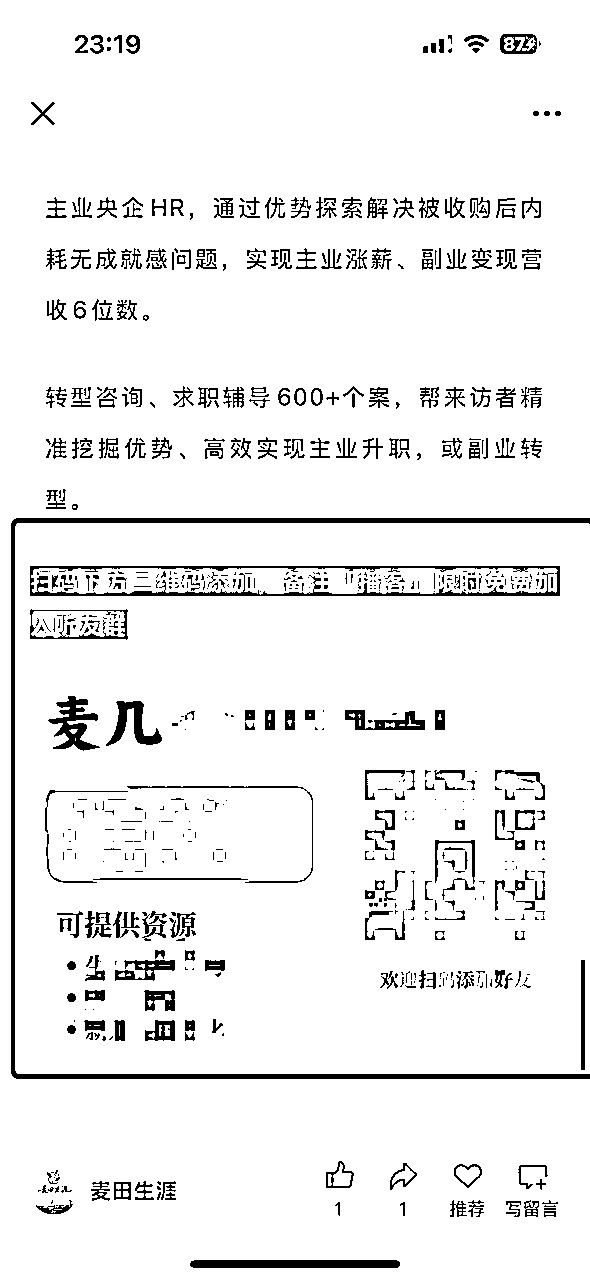 23:19
87
主业央企HR，通过优势探索解决被收购后内
耗无成就感问题，实现主业涨薪、副业变现营
收6位数。
转型咨询、求职辅导600+个案，帮来访者精
准挖掘优势、高效实现主业升职，或副业转
型。
扫码下方二维码添加，备注“播客”限时免费加
入听友群
麦几
可提供资源
欢迎扫码添加好友
麦田生涯
1
1
推荐
写留言